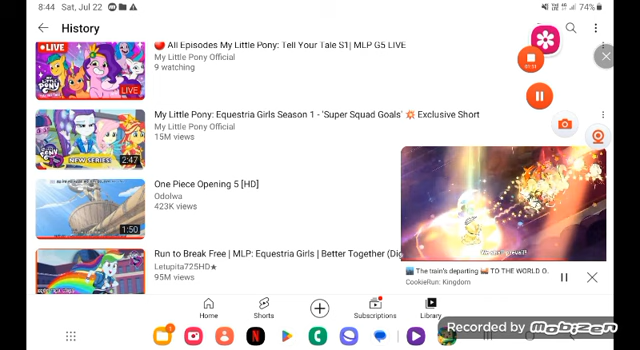 8:44 Sat, Jul 22
74%
History
🔴 All Episodes My Little Pony: Tell Your Tale S1| MLP G5 LIVE
My Little Pony Official
9 watching
LIVE
LIVE
My Little Pony: Equestria Girls Season 1 - 'Super Squad Goals' 💥 Exclusive Short
My Little Pony Official
15M views
NEW SERIES!
2:47
One Piece Opening 5 [HD]
Odolwa
423K views
1:50
Run to Break Free | MLP: Equestria Girls | Better Together (Dig
Letupita725HD★
95M views
The train's departing 🚂 TO THE WORLD O.
CookieRun: Kingdom
Home
Shorts
Subscriptions
Library
Recorded by Mobizen